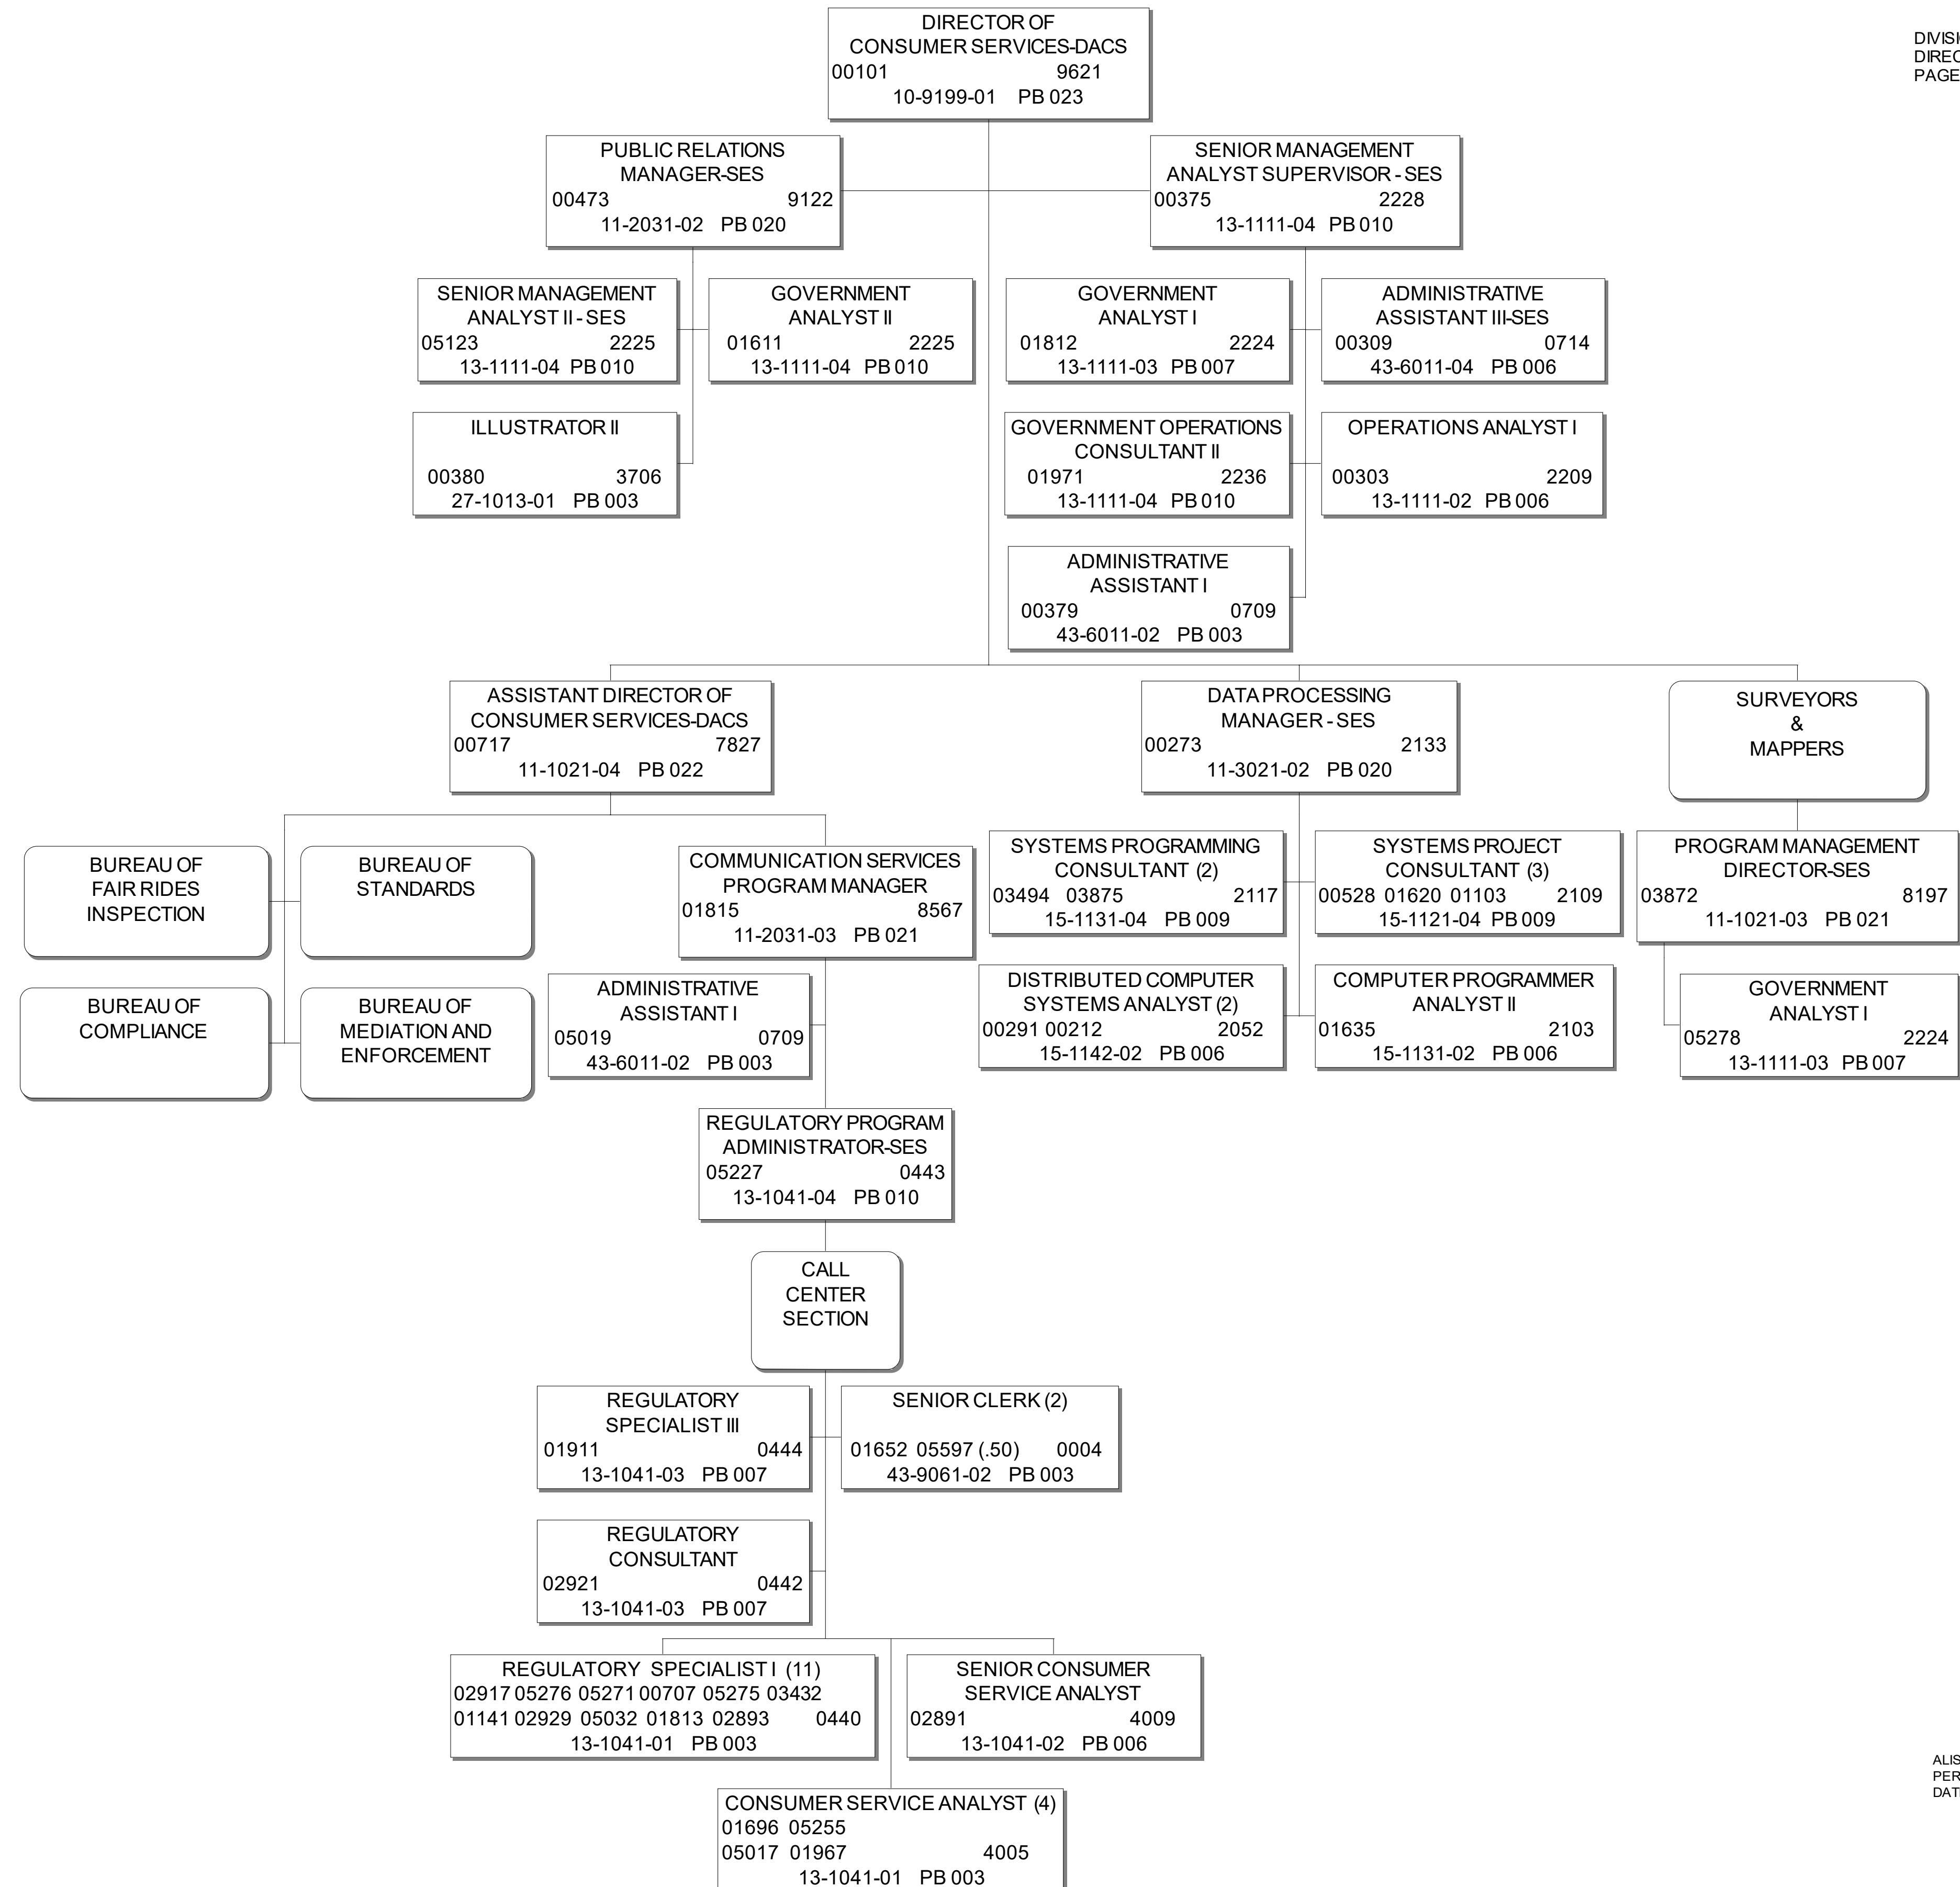 DIRECTOR OF
CONSUMER SERVICES-DACS
00101 9621
10-9199-01 PB 023
PUBLIC RELATIONS
MANAGER-SES
00473 9122
11-2031-02 PB 020
SENIOR MANAGEMENT
ANALYST SUPERVISOR - SES
00375 2228
13-1111-04 PB 010
SENIOR MANAGEMENT
ANALYST II - SES
05123 2225
13-1111-04 PB 010
GOVERNMENT
ANALYST II
01611 2225
13-1111-04 PB 010
GOVERNMENT
ANALYST I
01812 2224
13-1111-03 PB 007
ADMINISTRATIVE
ASSISTANT III-SES
00309 0714
43-6011-04 PB 006
ILLUSTRATOR II
00380 3706
27-1013-01 PB 003
GOVERNMENT OPERATIONS
CONSULTANT II
01971 2236
13-1111-04 PB 010
OPERATIONS ANALYST I
00303 2209
13-1111-02 PB 006
ADMINISTRATIVE
ASSISTANT I
00379 0709
43-6011-02 PB 003
ASSISTANT DIRECTOR OF
CONSUMER SERVICES-DACS
00717 7827
11-1021-04 PB 022
DATA PROCESSING
MANAGER - SES
00273 2133
11-3021-02 PB 020
SURVEYORS
&
MAPPERS
BUREAU OF
FAIR RIDES
INSPECTION
BUREAU OF
STANDARDS
COMMUNICATION SERVICES
PROGRAM MANAGER
01815 8567
11-2031-03 PB 021
SYSTEMS PROGRAMMING
CONSULTANT (2)
03494 03875 2117
15-1131-04 PB 009
SYSTEMS PROJECT
CONSULTANT (3)
00528 01620 01103 2109
15-1121-04 PB 009
PROGRAM MANAGEMENT
DIRECTOR-SES
03872 8197
11-1021-03 PB 021
BUREAU OF
COMPLIANCE
BUREAU OF
MEDIATION AND
ENFORCEMENT
ADMINISTRATIVE
ASSISTANT I
05019 0709
43-6011-02 PB 003
DISTRIBUTED COMPUTER
SYSTEMS ANALYST (2)
00291 00212 2052
15-1142-02 PB 006
COMPUTER PROGRAMMER
ANALYST II
01635 2103
15-1131-02 PB 006
GOVERNMENT
ANALYST I
05278 2224
13-1111-03 PB 007
REGULATORY PROGRAM
ADMINISTRATOR-SES
05227 0443
13-1041-04 PB 010
CALL
CENTER
SECTION
REGULATORY
SPECIALIST III
01911 0444
13-1041-03 PB 007
SENIOR CLERK (2)
01652 05597 (.50) 0004
43-9061-02 PB 003
REGULATORY
CONSULTANT
02921 0442
13-1041-03 PB 007
REGULATORY SPECIALIST I (11)
02917 05276 05271 00707 05275 03432
01141 02929 05032 01813 02893 0440
13-1041-01 PB 003
SENIOR CONSUMER
SERVICE ANALYST
02891 4009
13-1041-02 PB 006
CONSUMER SERVICE ANALYST (4)
01696 05255
05017 01967 4005
13-1041-01 PB 003
PAGE